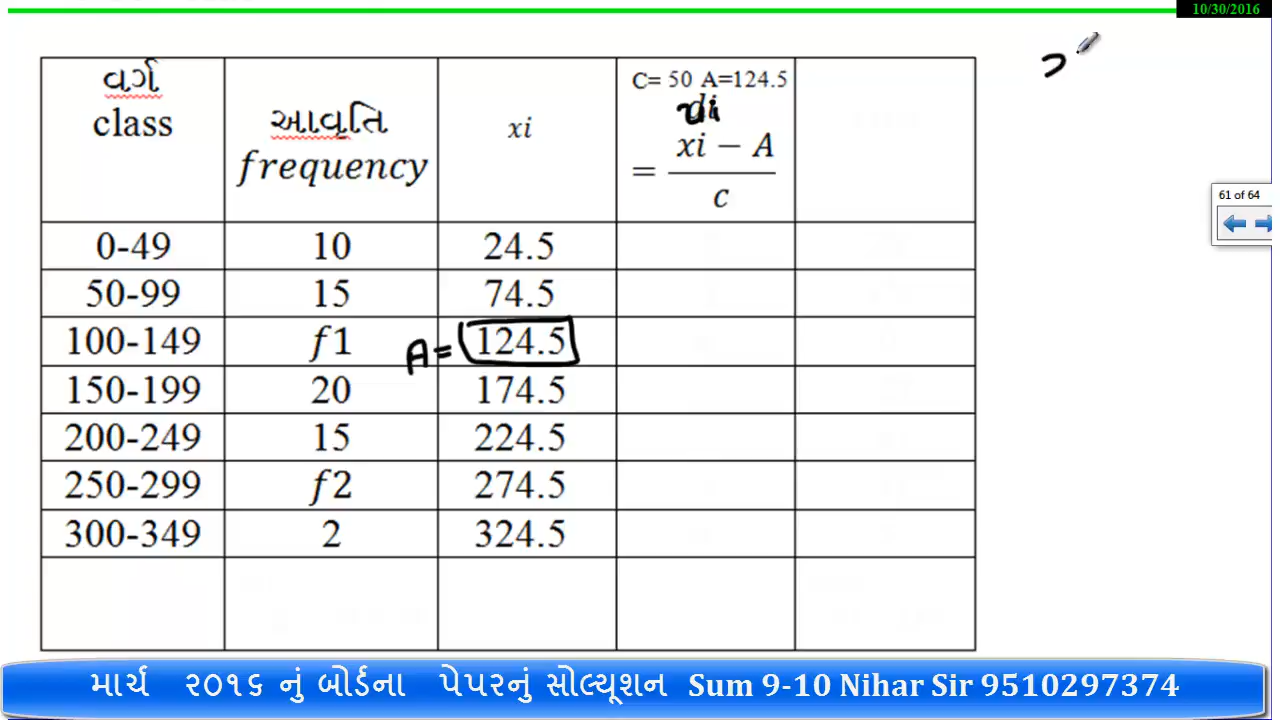 10/30/2016
વર્ગ
class
આવૃતિ
frequency
xi
C= 50 A=124.5
di
= xi − A
c
61 of 64
0-49 10 24.5
50-99 15 74.5
100-149 f1 A= 124.5
150-199 20 174.5
200-249 15 224.5
250-299 f2 274.5
300-349 2 324.5
માર્ચ ૨૦૧૬ નું બોર્ડના પેપરનું સોલ્યૂશન Sum 9-10 Nihar Sir 9510297374